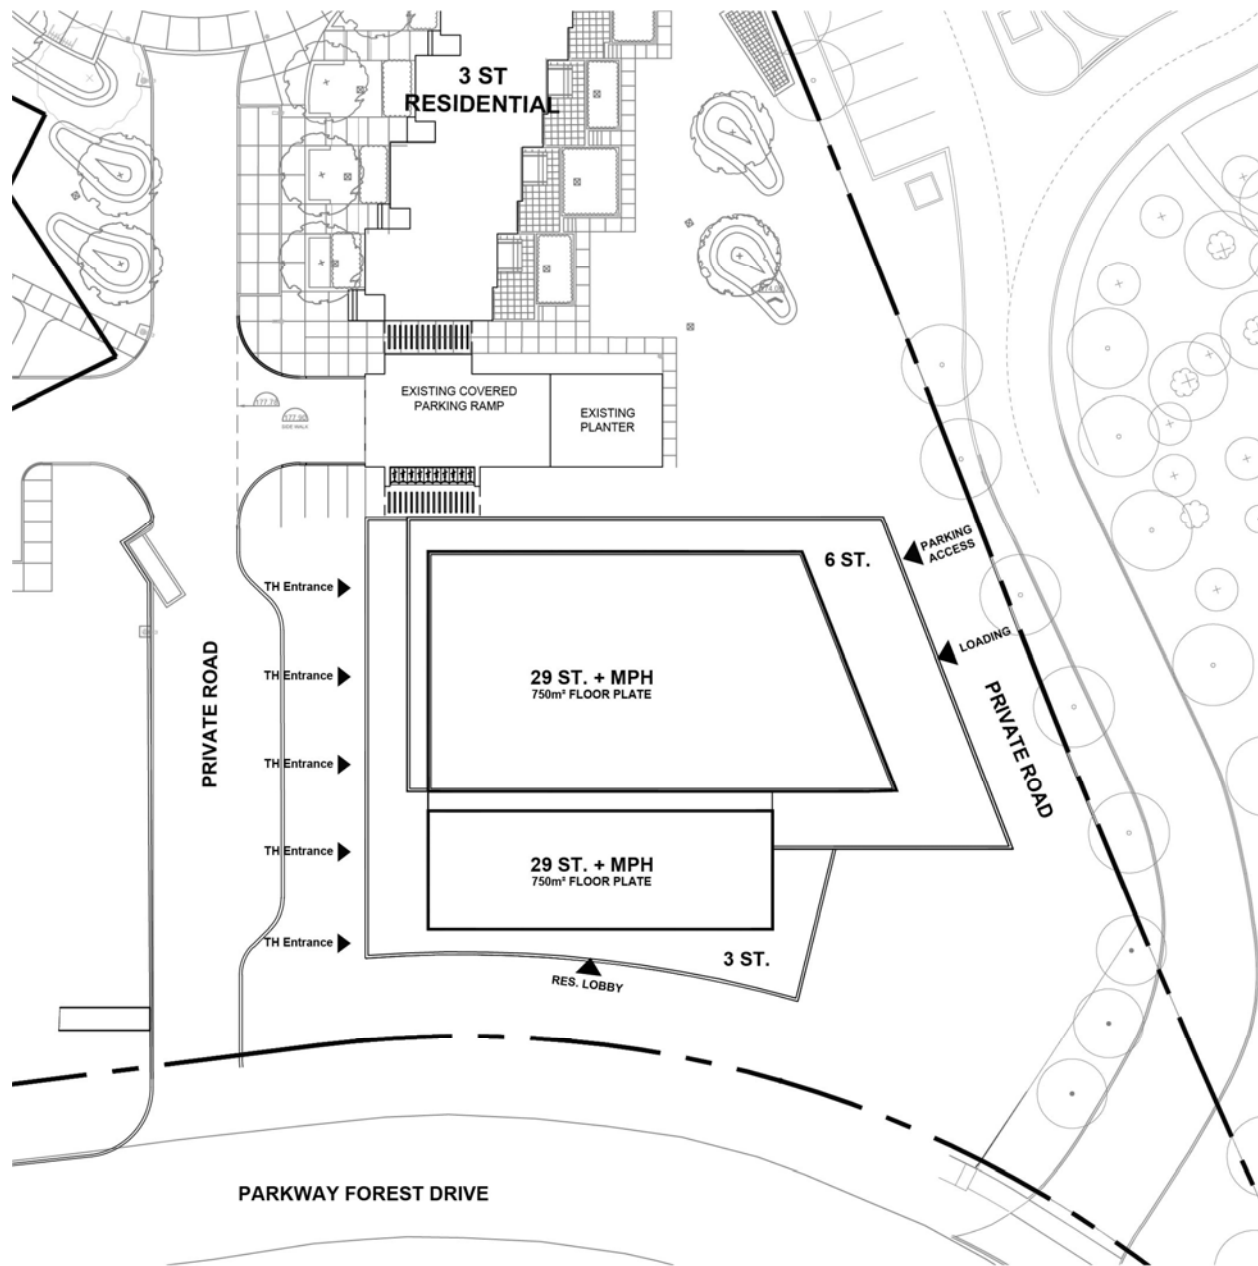 3 ST
RESIDENTIAL
EXISTING COVERED
PARKING RAMP
EXISTING
PLANTER
177.90
SIDE WALK
PARKING
ACCESS
6 ST.
TH Entrance
LOADING
PRIVATE ROAD
TH Entrance
29 ST. + MPH
750m² FLOOR PLATE
PRIVATE ROAD
TH Entrance
TH Entrance
29 ST. + MPH
750m² FLOOR PLATE
TH Entrance
3 ST.
RES. LOBBY
PARKWAY FOREST DRIVE